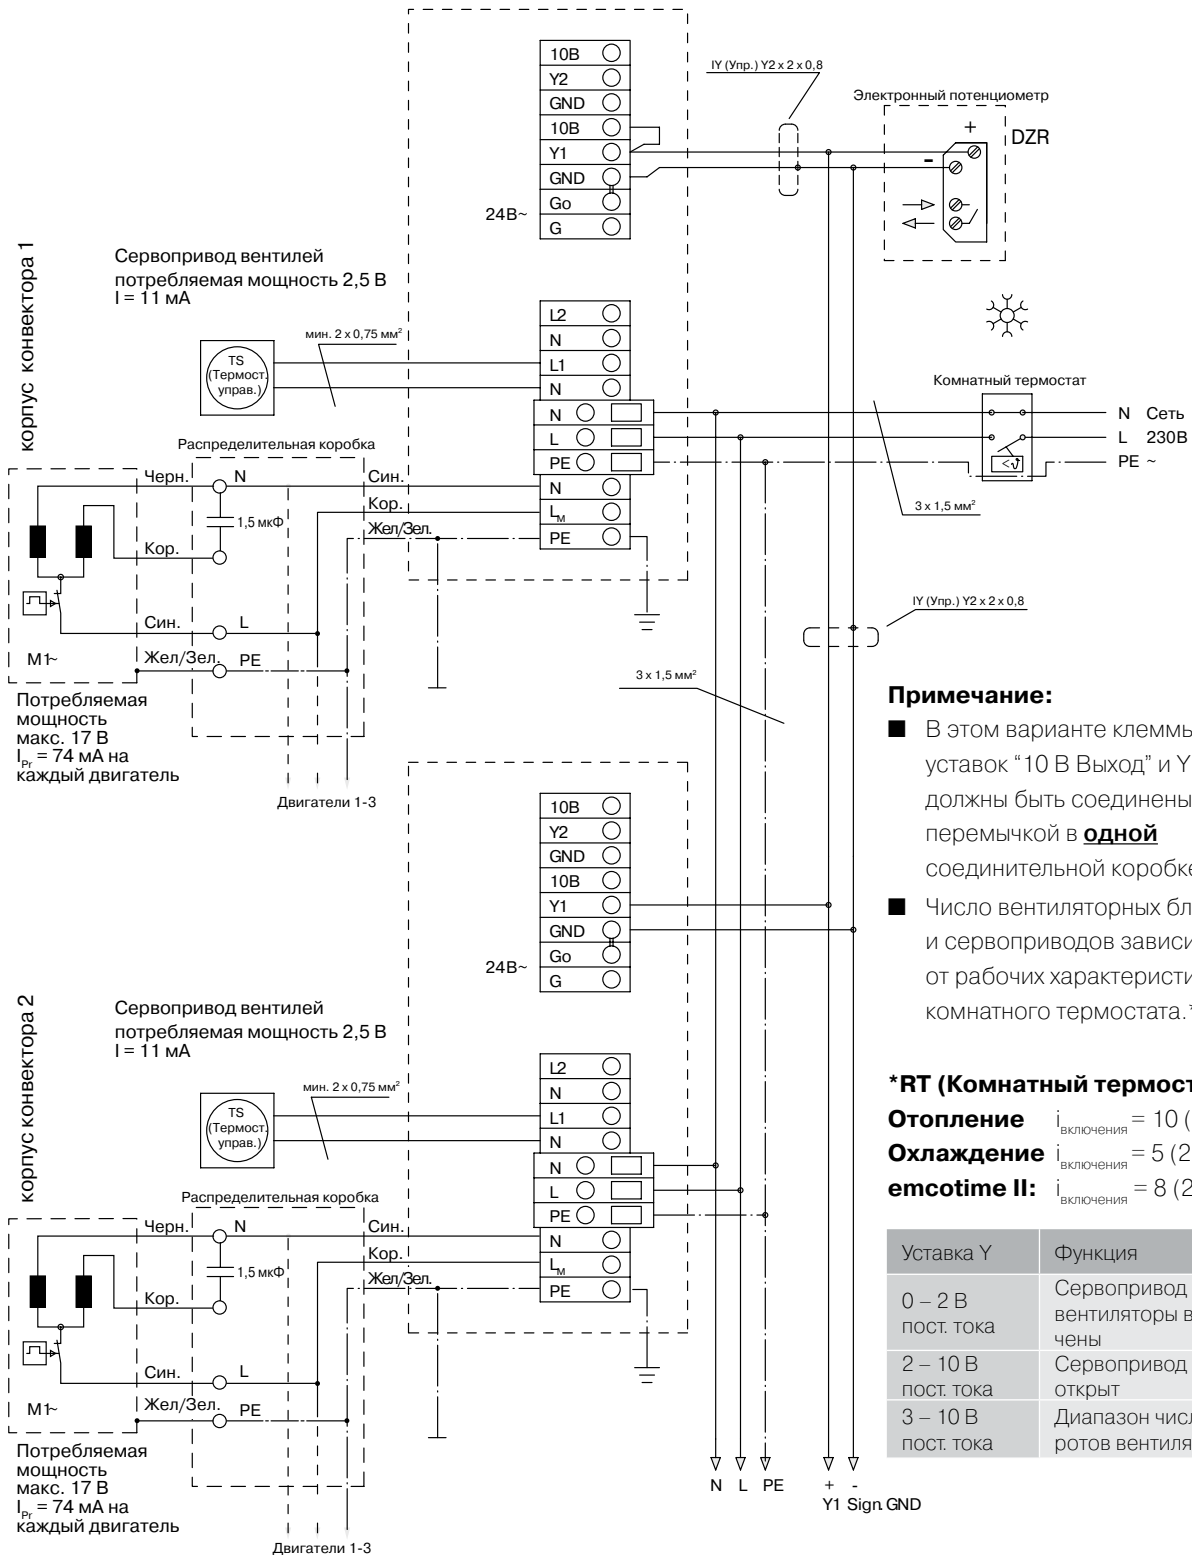 10В
Y2
GND
10В
Y1
GND
Go
G
24В~
IY (Упр.) Y2 x 2 x 0,8
Электронный потенциометр
+
-
DZR
корпус конвектора 1
Сервопривод вентилей
потребляемая мощность 2,5 В
I = 11 мА
мин. 2 x 0,75 мм²
TS
(Термост.
управ.)
L2
N
L1
N
N
L
PE
N
Lм
PE
Комнатный термостат
<ϑ
N Сеть
L 230В
PE ~
3 x 1,5 мм²
Распределительная коробка
Черн.
N
Син.
Кор.
1,5 мкФ
Жел/Зел.
Кор.
Син.
L
М1~
Жел/Зел.
PE
Потребляемая
мощность
макс. 17 В
IPr = 74 мА на
каждый двигатель
Двигатели 1-3
IY (Упр.) Y2 x 2 x 0,8
3 x 1,5 мм²
Примечание:
■ В этом варианте клеммы
уставок “10 В Выход” и Y
должны быть соединены
перемычкой в одной
соединительной коробке
■ Число вентиляторных бл
и сервоприводов зависи
от рабочих характеристи
комнатного термостата.*
*RT (Комнатный термост
Отопление iвключения = 10 (
Охлаждение iвключения = 5 (2
emcotime II: iвключения = 8 (2
Уставка Y Функция
0 – 2 В
пост. тока
Сервопривод
вентиляторы в
чены
2 – 10 В
пост. тока
Сервопривод
открыт
3 – 10 В
пост. тока
Диапазон числ
ротов вентиля
10В
Y2
GND
10В
Y1
GND
Go
G
24В~
корпус конвектора 2
Сервопривод вентилей
потребляемая мощность 2,5 В
I = 11 мА
мин. 2 x 0,75 мм²
TS
(Термост.
управ.)
L2
N
L1
N
N
L
PE
N
Lм
PE
Распределительная коробка
Черн.
N
Син.
Кор.
1,5 мкФ
Жел/Зел.
Кор.
Син.
L
М1~
Жел/Зел.
PE
Потребляемая
мощность
макс. 17 В
IPr = 74 мА на
каждый двигатель
Двигатели 1-3
N L PE
+ -
Y1 Sign. GND